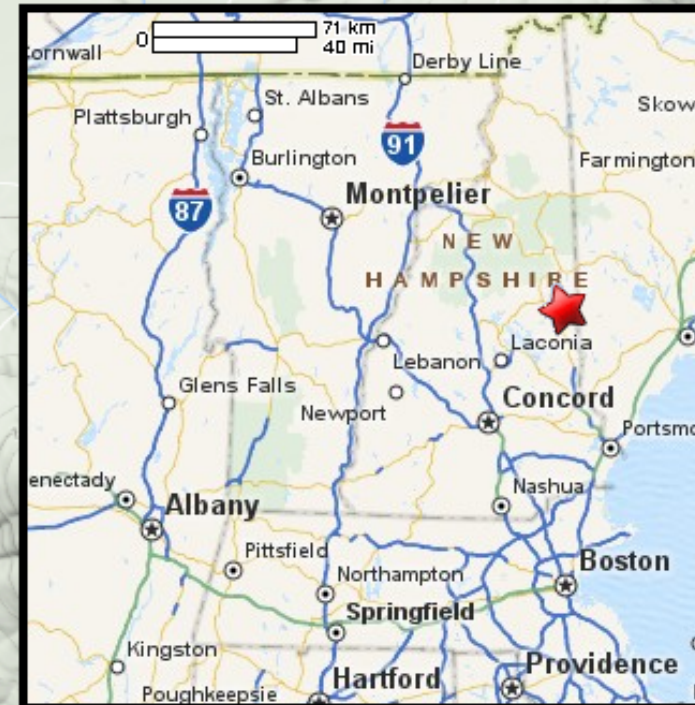 0
71 km
40 mi
Cornwall
Derby Line
St. Albans
Plattsburgh
Skow
91
Farmington
Burlington
87
Montpelier
NEW
HAMPSHIRE
Laconia
Lebanon
Glens Falls
Newport
Concord
Portsmo
enectady
Nashua
Albany
Pittsfield
Boston
Northampton
Springfield
Kingston
Providence
Hartford
Poughkeepsie